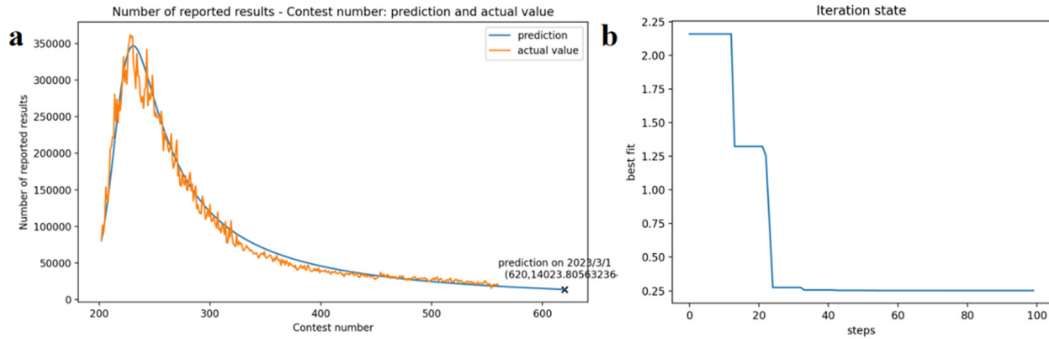 a
Number of reported results - Contest number: prediction and actual value
prediction
actual value
Number of reported results
350000
300000
250000
200000
150000
100000
50000
0
prediction on 2023/3/1
(620,14023.80563236-
200
300
400
500
600
Contest number
b
Iteration state
best fit
2.25
2.00
1.75
1.50
1.25
1.00
0.75
0.50
0.25
0
20
40
60
80
100
steps